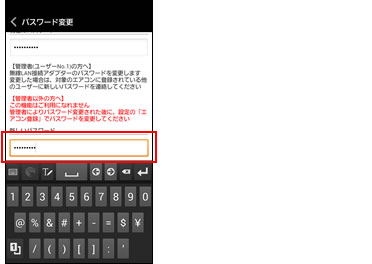 パスワード変更
••••••••••
【管理者(ユーザーNo.1)の方へ】
無線LAN接続アダプターのパスワードを変更します
変更した場合は、対象のエアコンに登録されている他
のユーザーに新しいパスワードを連絡してください
【管理者以外の方へ】
この機能はご利用になれません
管理者によりパスワード変更された後に、設定の「エ
アコン登録」でパスワードを変更してください
新しいパスワード
•••••••••
1 2 3 4 5 6 7 8 9 0
@ % & # + - = $ ¥
/ ( ) [ ] : '